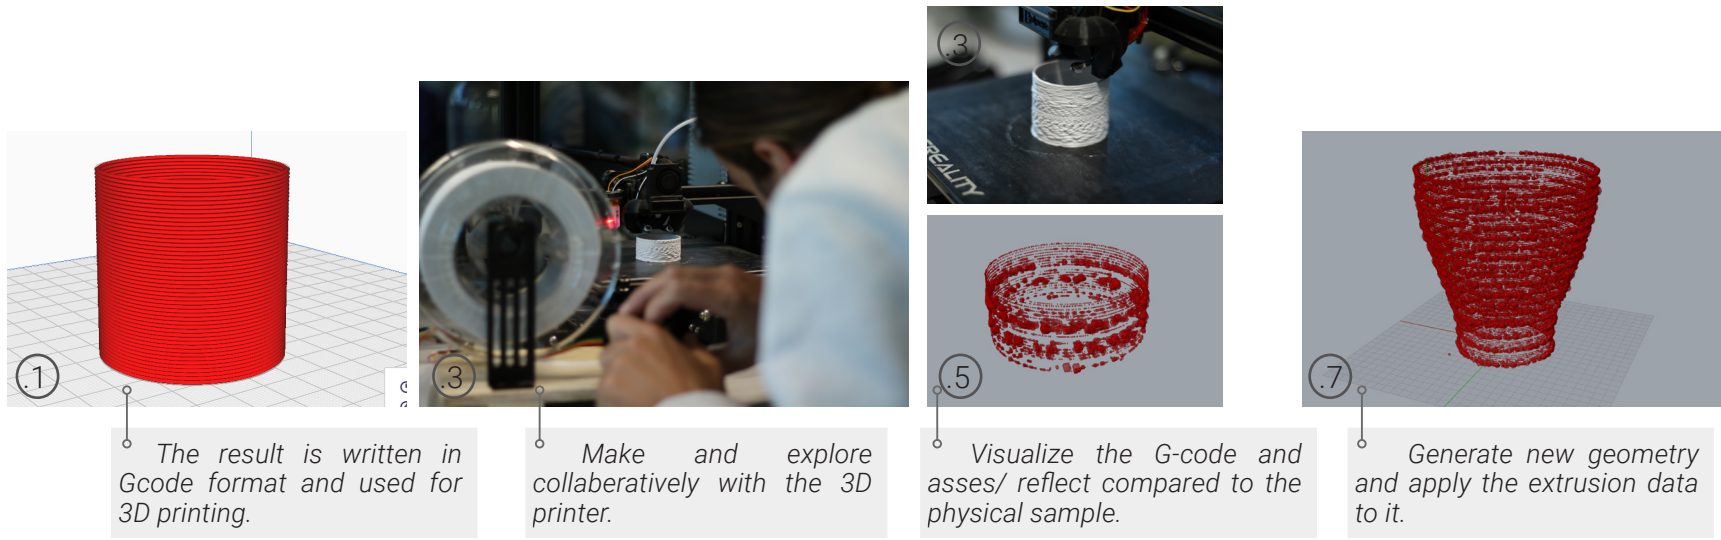 .1
The result is written in
Gcode format and used for
3D printing.
.3
Make and explore
collaberatively with the 3D
printer.
.3
REALITY
.5
Visualize the G-code and
asses/ reflect compared to the
physical sample.
.7
Generate new geometry
and apply the extrusion data
to it.